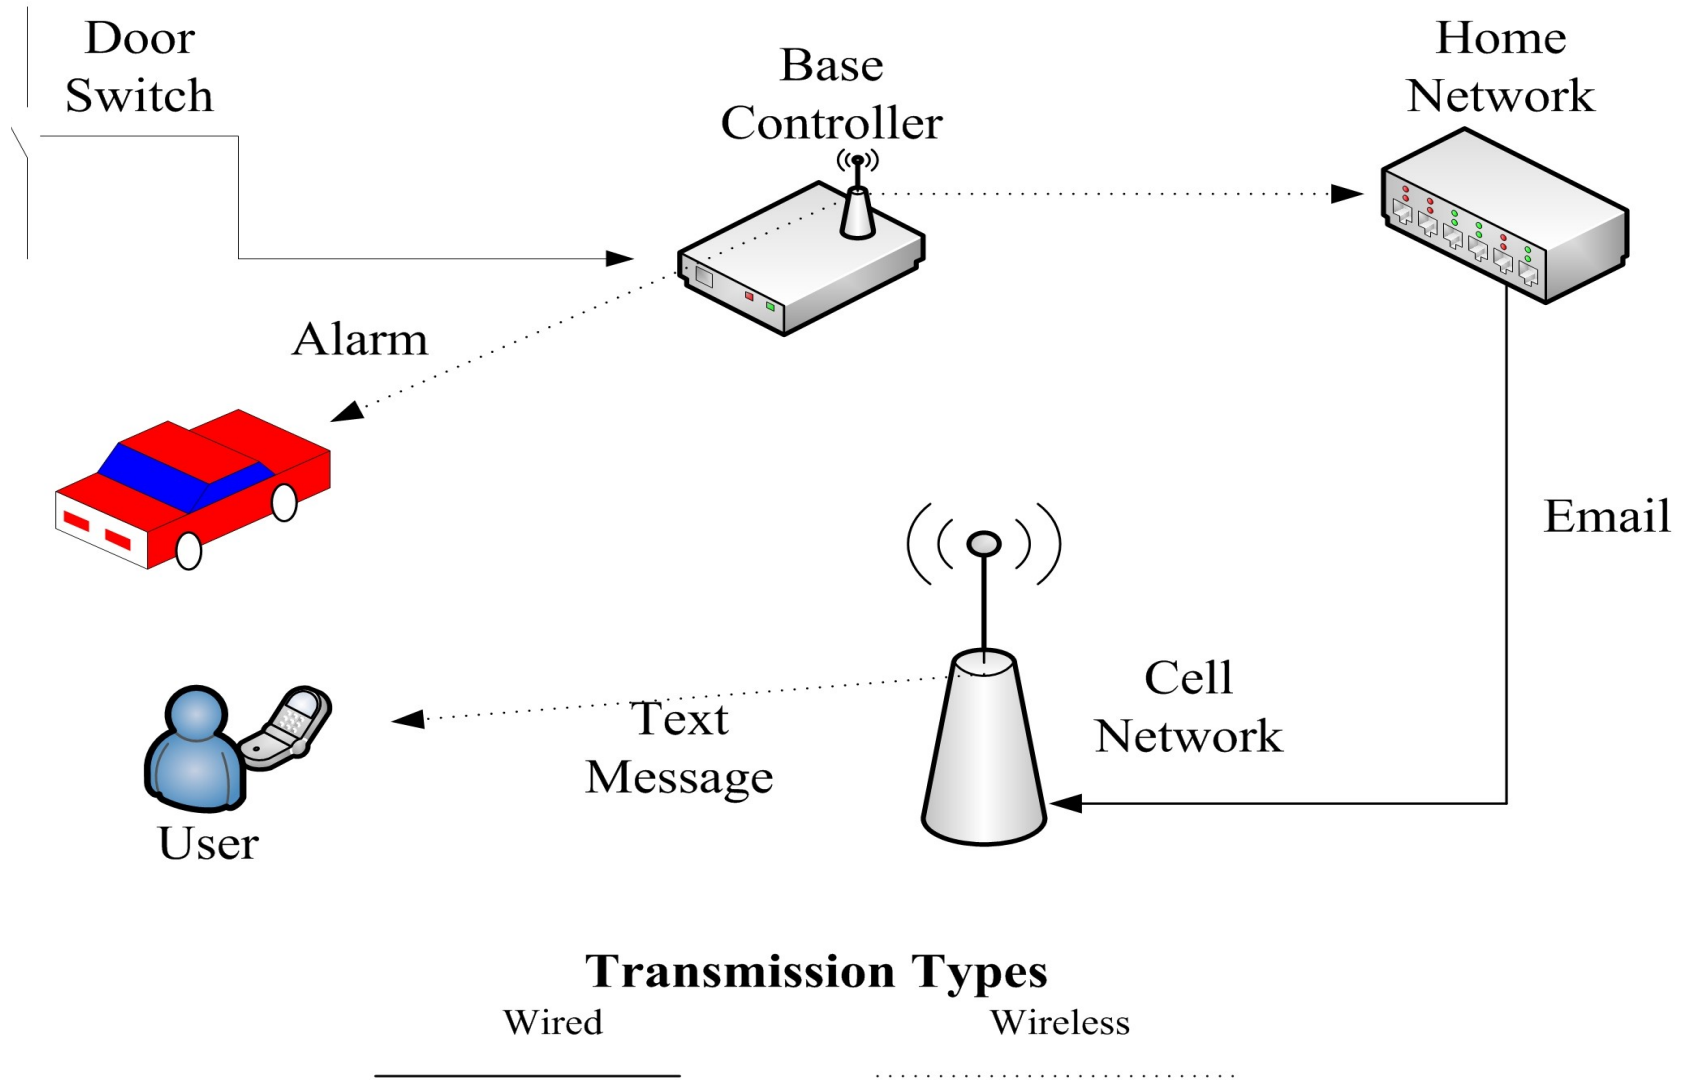 Door
Switch
Base
Controller
Home
Network
Alarm
Email
Cell
Network
Text
Message
User
Transmission Types
Wired
Wireless